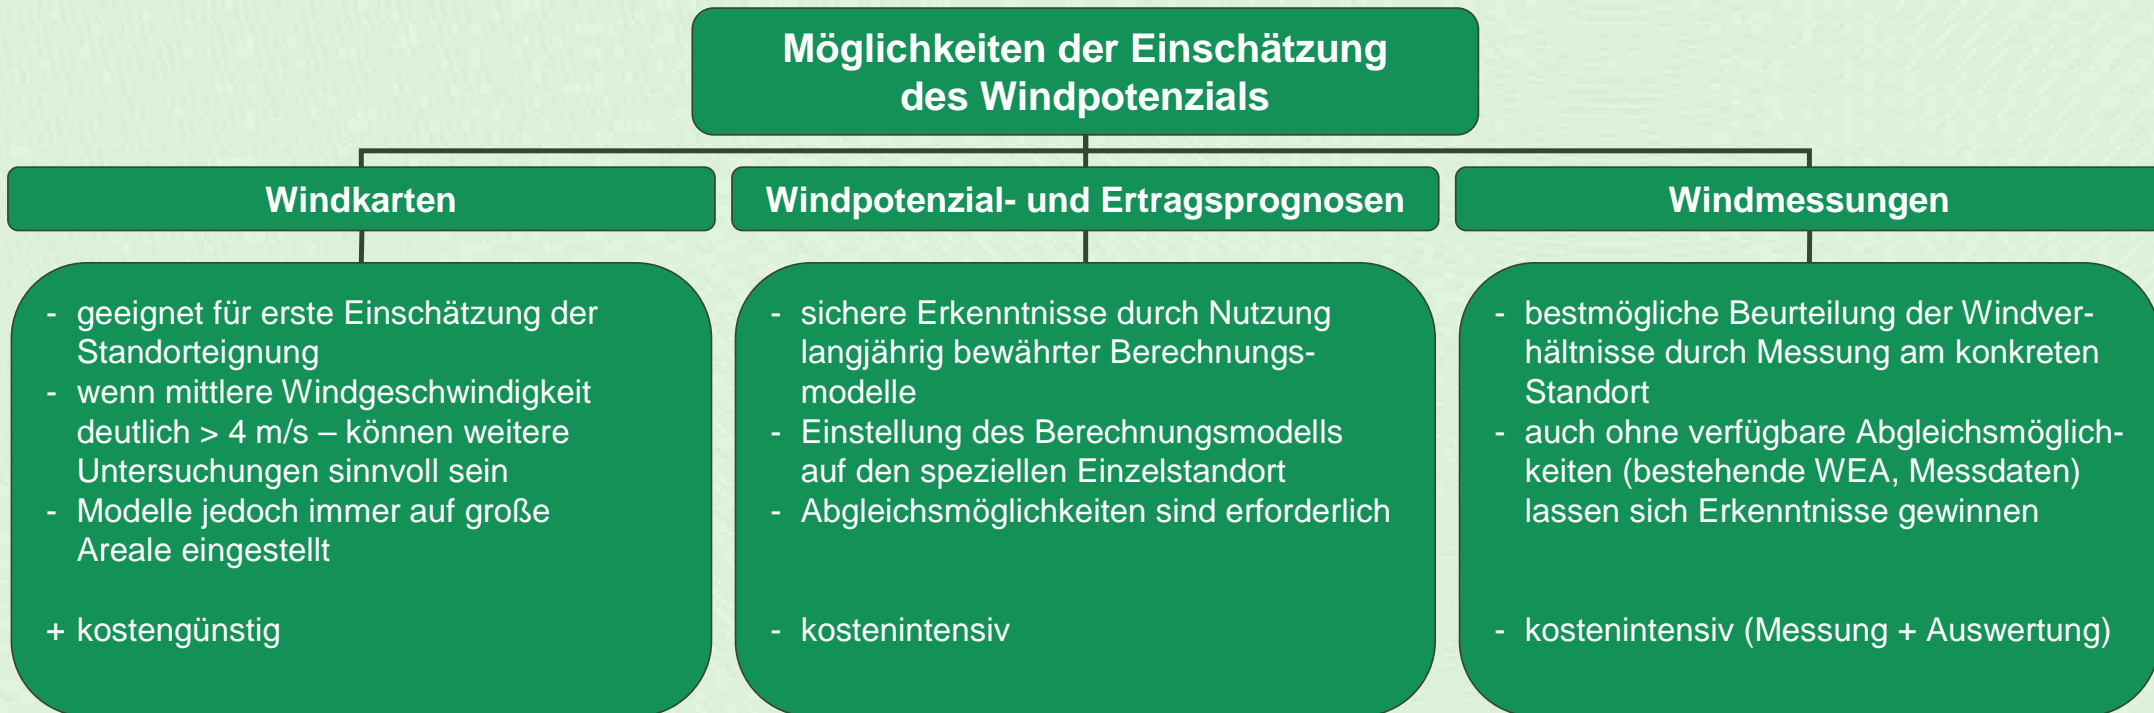 Möglichkeiten der Einschätzung
des Windpotenzials
Windkarten
- geeignet für erste Einschätzung der
Standorteignung
- wenn mittlere Windgeschwindigkeit
deutlich > 4 m/s – können weitere
Untersuchungen sinnvoll sein
- Modelle jedoch immer auf große
Areale eingestellt
+ kostengünstig
Windpotenzial- und Ertragsprognosen
- sichere Erkenntnisse durch Nutzung
langjährig bewährter Berechnungs-
modelle
- Einstellung des Berechnungsmodells
auf den speziellen Einzelstandort
- Abgleichsmöglichkeiten sind erforderlich
- kostenintensiv
Windmessungen
- bestmögliche Beurteilung der Windver-
hältnisse durch Messung am konkreten
Standort
- auch ohne verfügbare Abgleichsmöglich-
keiten (bestehende WEA, Messdaten)
lassen sich Erkenntnisse gewinnen
- kostenintensiv (Messung + Auswertung)